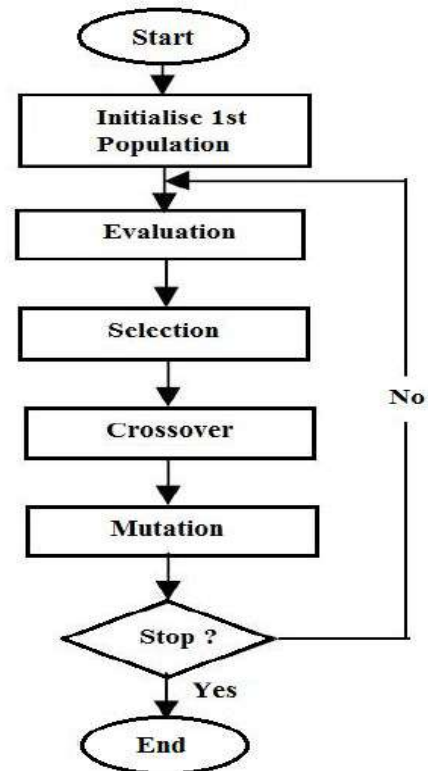 Start
Initialise 1st
Population
Evaluation
Selection
Crossover
No
Mutation
Stop ?
Yes
End